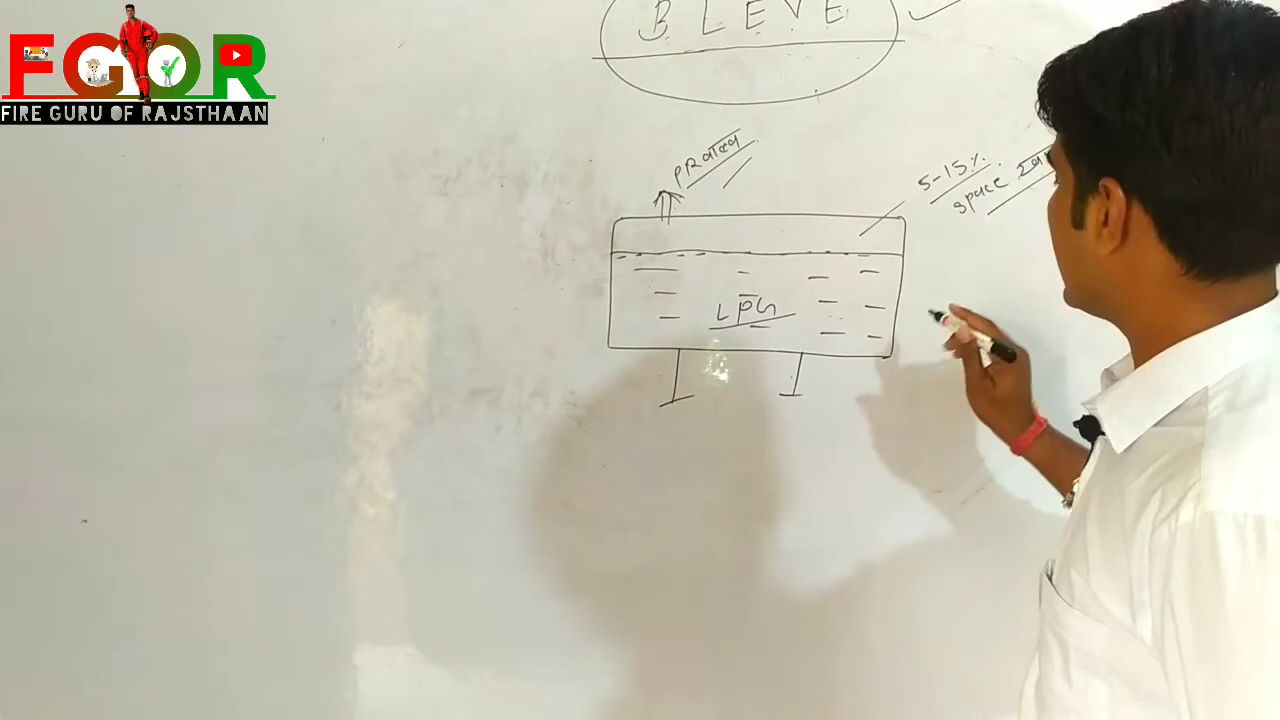 FGOR
FIRE GURU OF RAJSTHAAN
BLEVE
PR वाल्व
5-15%
space
LPG